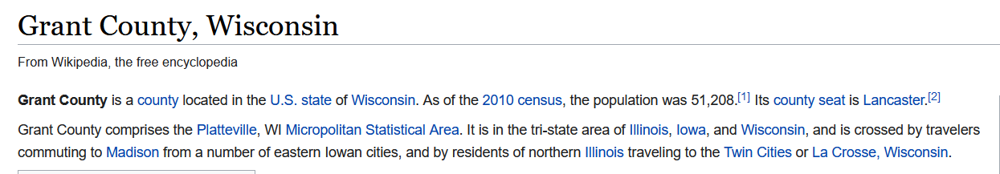 Grant County, Wisconsin
From Wikipedia, the free encyclopedia
Grant County is a county located in the U.S. state of Wisconsin. As of the 2010 census, the population was 51,208.[1] Its county seat is Lancaster.[2]
Grant County comprises the Platteville, WI Micropolitan Statistical Area. It is in the tri-state area of Illinois, Iowa, and Wisconsin, and is crossed by travelers
commuting to Madison from a number of eastern Iowan cities, and by residents of northern Illinois traveling to the Twin Cities or La Crosse, Wisconsin.